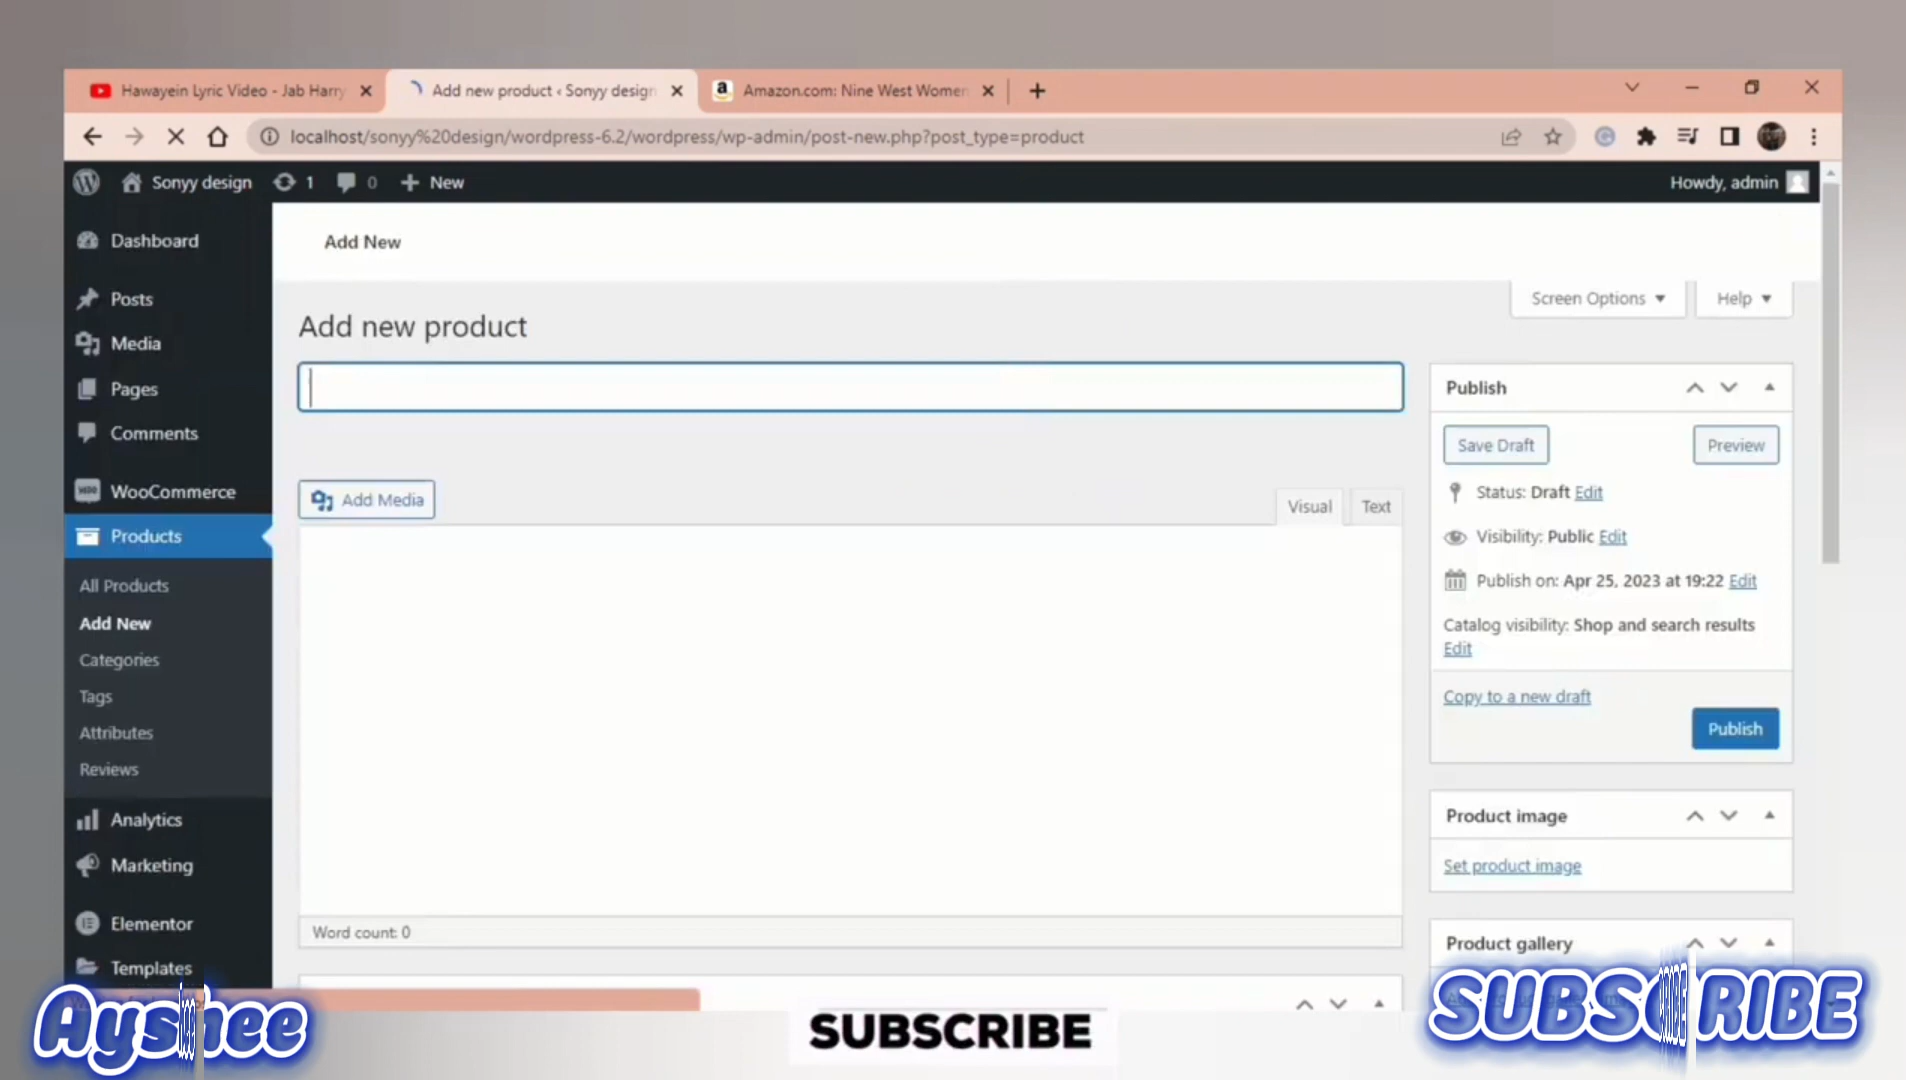 Hawayein Lyric Video - Jab Harry
Add new product ‹ Sonyy design
Amazon.com: Nine West Women
localhost/sonyy%20design/wordpress-6.2/wordpress/wp-admin/post-new.php?post_type=product
Sonyy design
1
0
New
Howdy, admin
Dashboard
Posts
Media
Pages
Comments
WooCommerce
Products
All Products
Add New
Categories
Tags
Attributes
Reviews
Analytics
Marketing
Elementor
Templates
Add New
Screen Options
Help
Add new product
Add Media
Visual
Text
Word count: 0
Publish
Save Draft
Preview
Status: Draft Edit
Visibility: Public Edit
Publish on: Apr 25, 2023 at 19:22 Edit
Catalog visibility: Shop and search results
Edit
Copy to a new draft
Publish
Product image
Set product image
Product gallery
Ayshee
SUBSCRIBE
SUBSCRIBE